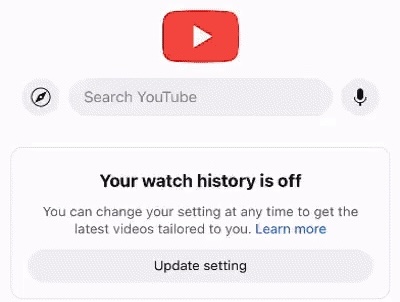 Search YouTube
Your watch history is off
You can change your setting at any time to get the
latest videos tailored to you. Learn more
Update setting